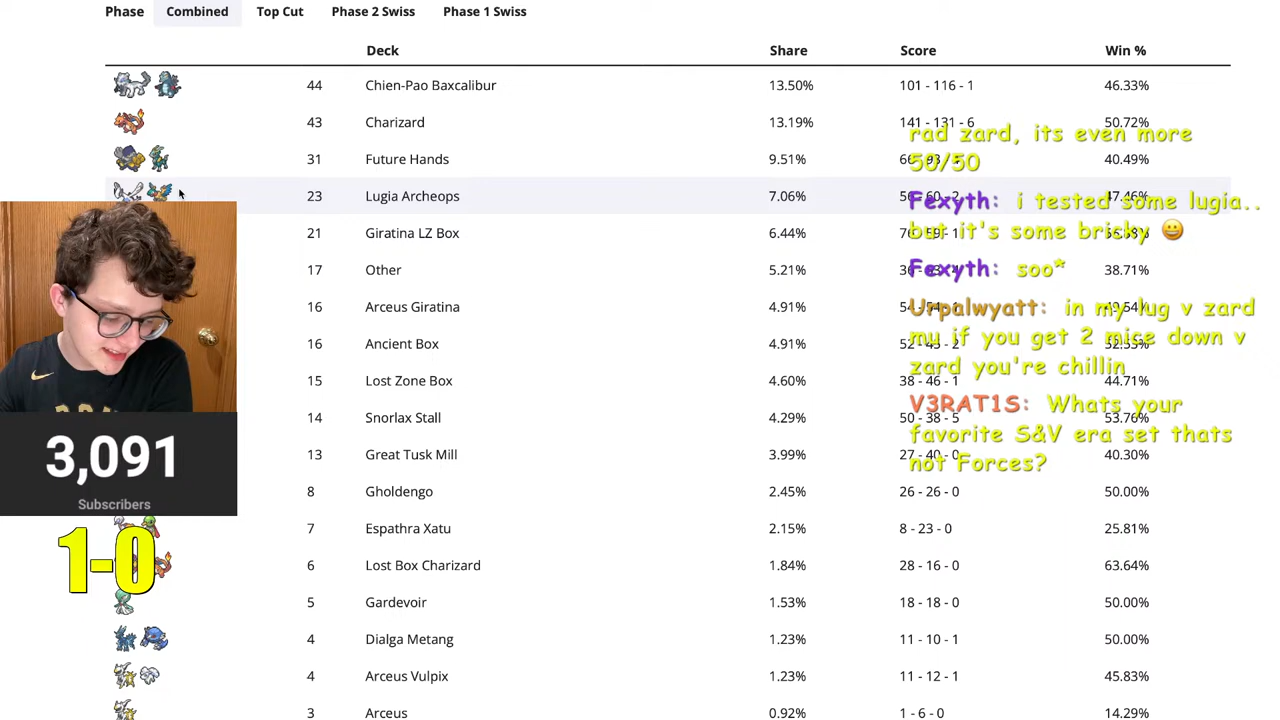 Phase Combined Top Cut Phase 2 Swiss Phase 1 Swiss
Deck Share Score Win %
44 Chien-Pao Baxcalibur 13.50% 101 - 116 - 1 46.33%
43 Charizard 13.19% 141 - 131 - 6 50.72%
rad zard, its even more
31 Future Hands 9.51% 40.49%
50/50
23 Lugia Archeops 7.06% 47.46%
Fexyth: i tested some lugia..
21 Giratina LZ Box 6.44%
but it's some bricky 😀
17 Other 5.21% 38.71%
Fexyth: soo*
16 Arceus Giratina 4.91% 49.54%
Urpalwyatt: in my lug v zard
16 Ancient Box 4.91%
mu if you get 2 mice down v
zard you're chillin
15 Lost Zone Box 4.60% 38 - 46 - 1 44.71%
V3RAT1S: Whats your
14 Snorlax Stall 4.29% 50 - 38 - 5 53.76%
favorite S&V era set thats
13 Great Tusk Mill 3.99% 27 - 40 - 0 40.30%
not Forces?
8 Gholdengo 2.45% 26 - 26 - 0 50.00%
7 Espathra Xatu 2.15% 8 - 23 - 0 25.81%
6 Lost Box Charizard 1.84% 28 - 16 - 0 63.64%
5 Gardevoir 1.53% 18 - 18 - 0 50.00%
4 Dialga Metang 1.23% 11 - 10 - 1 50.00%
4 Arceus Vulpix 1.23% 11 - 12 - 1 45.83%
3 Arceus 0.92% 1 - 6 - 0 14.29%
3,091
Subscribers
1-0